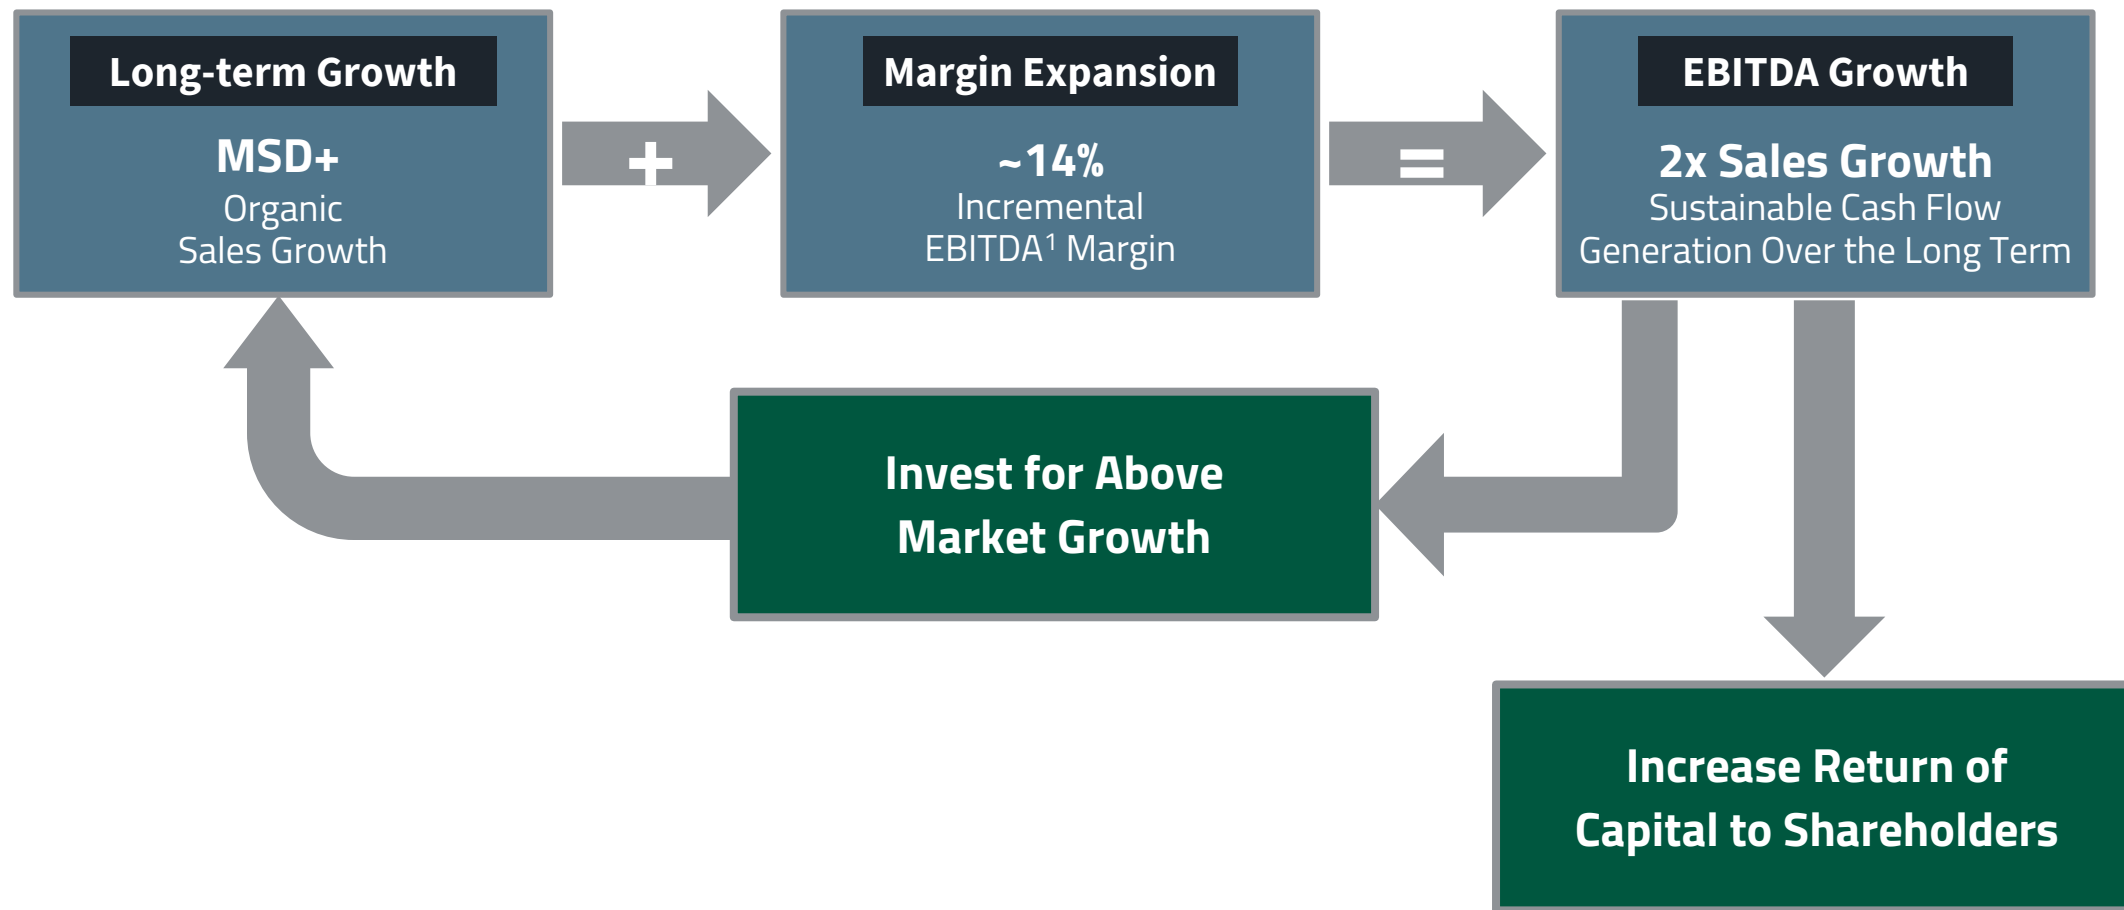 Long-term Growth
MSD+
Organic
Sales Growth
+
Margin Expansion
~14%
Incremental
EBITDA¹ Margin
=
EBITDA Growth
2x Sales Growth
Sustainable Cash Flow
Generation Over the Long Term
Invest for Above
Market Growth
Increase Return of
Capital to Shareholders